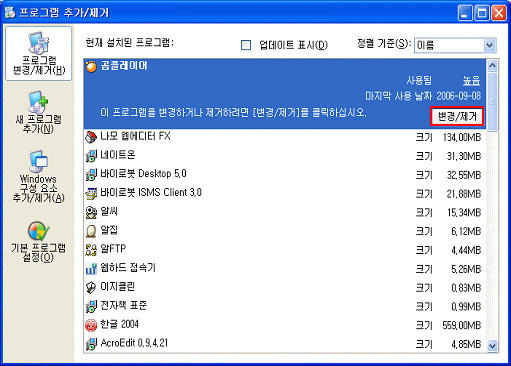 프로그램 추가/제거
프로그램
변경/제거(H)
새 프로그램
추가(N)
Windows
구성 요소
추가/제거(A)
기본 프로그램
설정(O)
현재 설치된 프로그램:
업데이트 표시(D)
정렬 기준(S):
이름
곰플레이어
사용됨 높음
마지막 사용 날짜 2006-09-08
이 프로그램을 변경하거나 제거하려면 [변경/제거]를 클릭하십시오.
변경/제거
나모 웹에디터 FX 크기 134,00MB
네이트온 크기 31,30MB
바이로봇 Desktop 5,0 크기 32,55MB
바이로봇 ISMS Client 3,0 크기 21,88MB
알씨 크기 15,34MB
알집 크기 6,12MB
알FTP 크기 4,44MB
웹하드 접속기 크기 5,26MB
이지클린 크기 0,83MB
전자책 표준 크기 0,99MB
한글 2004 크기 559,00MB
AcroEdit 0,9,4,21 크기 4,85MB